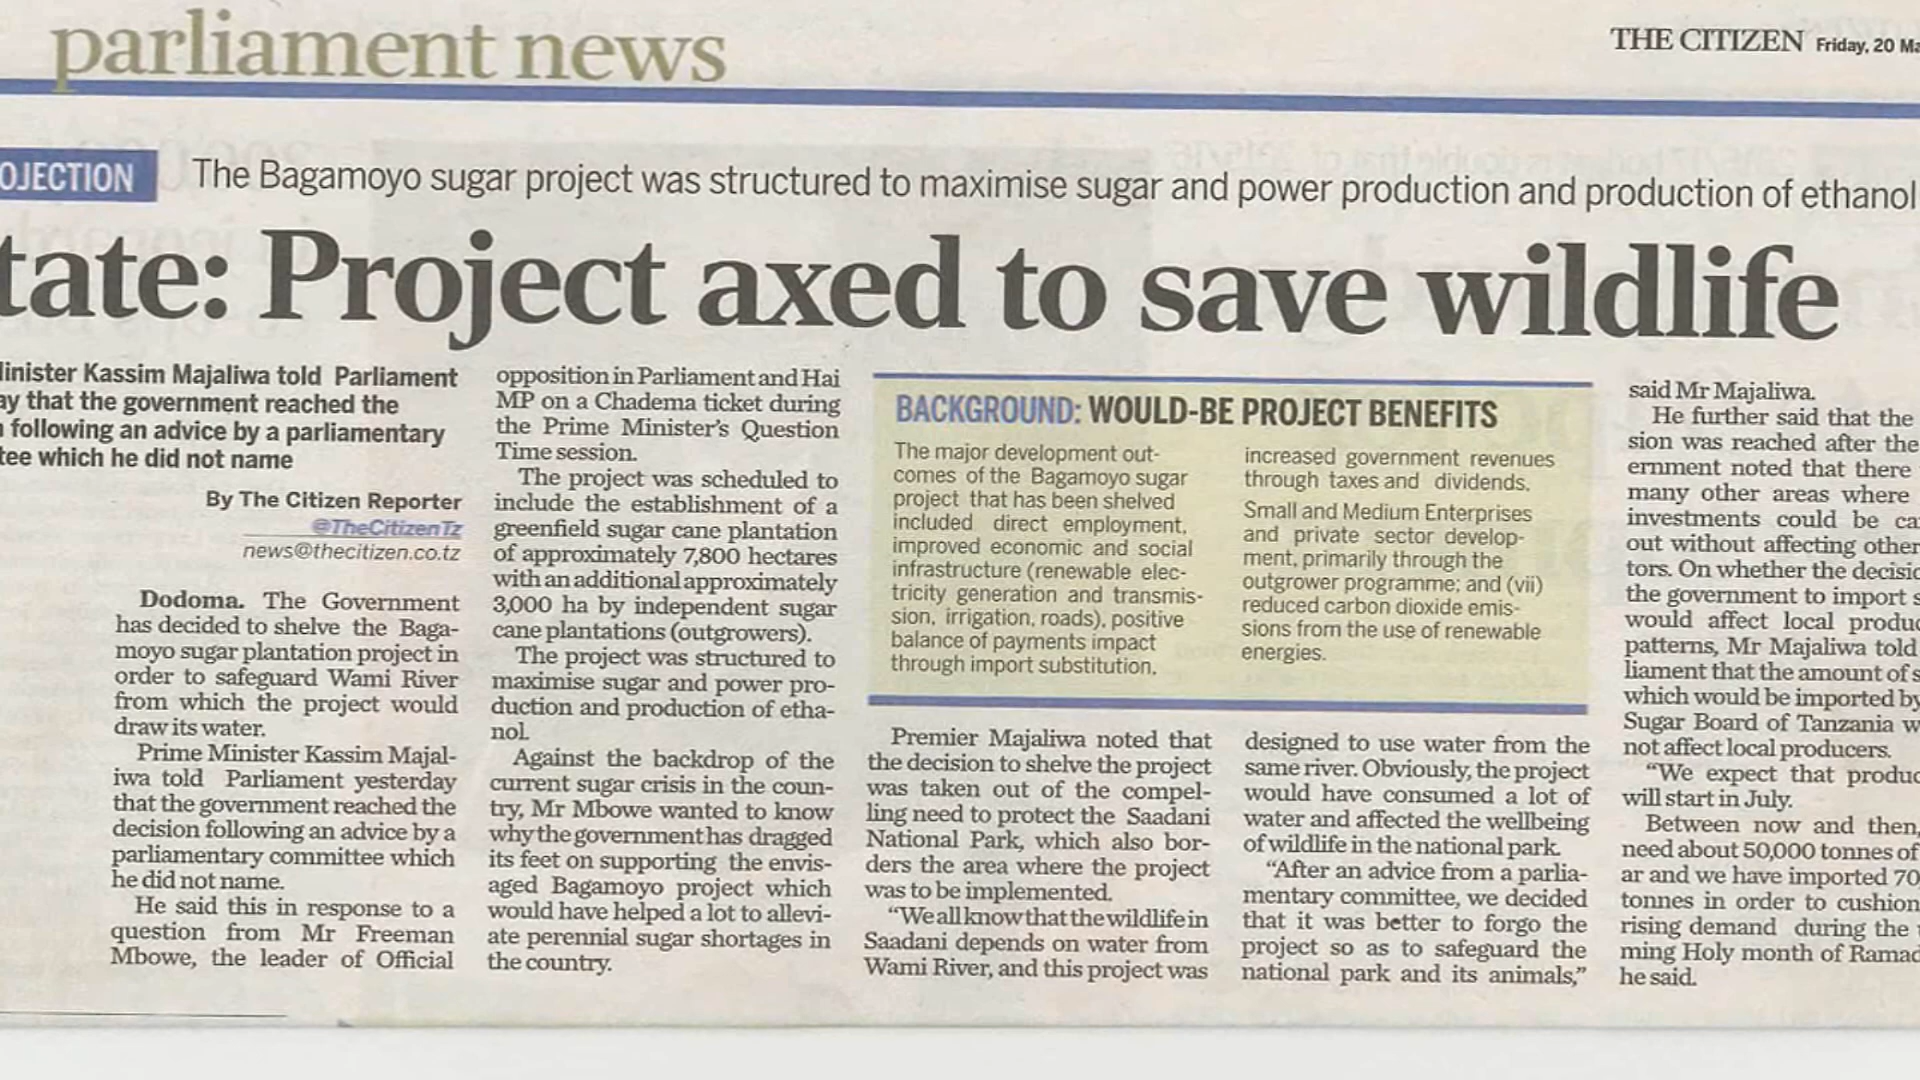 parliament news
THE CITIZEN Friday, 20
The Bagamoyo sugar project was structured to maximise sugar and power production and production of ethanol
Project axed to save wildlife
Kassim Majaliwa told Parliament
that the government reached the
following an advice by a parliamentary
which he did not name
By The Citizen Reporter
@TheCitizenTz
news@thecitizen.co.tz
Dodoma. The Government
has decided to shelve the Baga-
moyo sugar plantation project in
order to safeguard Wami River
from which the project would
draw its water.
Prime Minister Kassim Majal-
iwa told Parliament yesterday
that the government reached the
decision following an advice by a
parliamentary committee which
he did not name.
He said this in response to a
question from Mr Freeman
Mbowe, the leader of Official
opposition in Parliament and Hai
MP on a Chadema ticket during
the Prime Minister's Question
Time session.
The project was scheduled to
include the establishment of a
greenfield sugar cane plantation
of approximately 7,800 hectares
with an additional approximately
3,000 ha by independent sugar
cane plantations (outgrowers).
The project was structured to
maximise sugar and power pro-
duction and production of etha-
nol.
Against the backdrop of the
current sugar crisis in the coun-
try, Mr Mbowe wanted to know
why the government has dragged
its feet on supporting the envis-
aged Bagamoyo project which
would have helped a lot to allevi-
ate perennial sugar shortages in
the country.
BACKGROUND: WOULD-BE PROJECT BENEFITS
The major development out-
comes of the Bagamoyo sugar
project that has been shelved
included direct employment,
improved economic and social
infrastructure (renewable elec-
tricity generation and transmis-
sion, irrigation, roads), positive
balance of payments impact
through import substitution,
increased government revenues
through taxes and dividends.
Small and Medium Enterprises
and private sector develop-
ment, primarily through the
outgrower programme; and (vii)
reduced carbon dioxide emis-
sions from the use of renewable
energies.
Premier Majaliwa noted that
the decision to shelve the project
was taken out of the compel-
ling need to protect the Saadani
National Park, which also bor-
ders the area where the project
was to be implemented.
"We all know that the wildlife in
Saadani depends on water from
Wami River, and this project was
designed to use water from the
same river. Obviously, the project
would have consumed a lot of
water and affected the wellbeing
of wildlife in the national park.
"After an advice from a parlia-
mentary committee, we decided
that it was better to forgo the
project so as to safeguard the
national park and its animals,"
said Mr Majaliwa.
He further said that the
sion was reached after the
ernment noted that there
many other areas where
investments could be
out without affecting other
tors. On whether the
the government to import
would affect local
patterns, Mr Majaliwa told
liament that the amount of
which would be imported by
Sugar Board of Tanzania
not affect local producers.
"We expect that
will start in July.
Between now and then,
need about 50,000 tonnes of
ar and we have imported
tonnes in order to cushion
rising demand during the
ming Holy month of
he said.